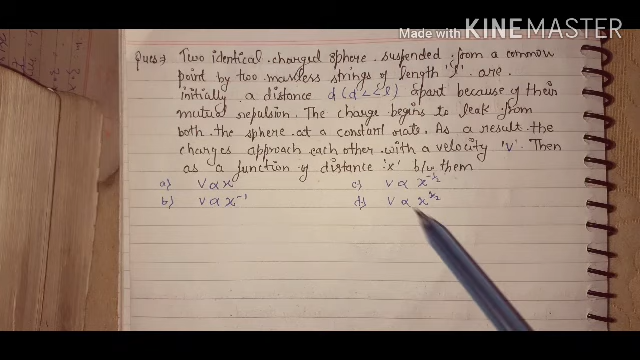 Made with KINEMASTER
Ques→ Two identical charged sphere suspended from a common
point by two massless strings of length 'l' are
initially a distance d(d<<l) apart because of their
mutual repulsion. The charge begins to leak from
both the sphere at a constant rate. As a result the
charges approach each other with a velocity 'v'. Then
as a function of distance 'x' b/w them
a) v ∝ x c) v ∝ x^-1/2
b) v ∝ x^-1 d) v ∝ x^1/2